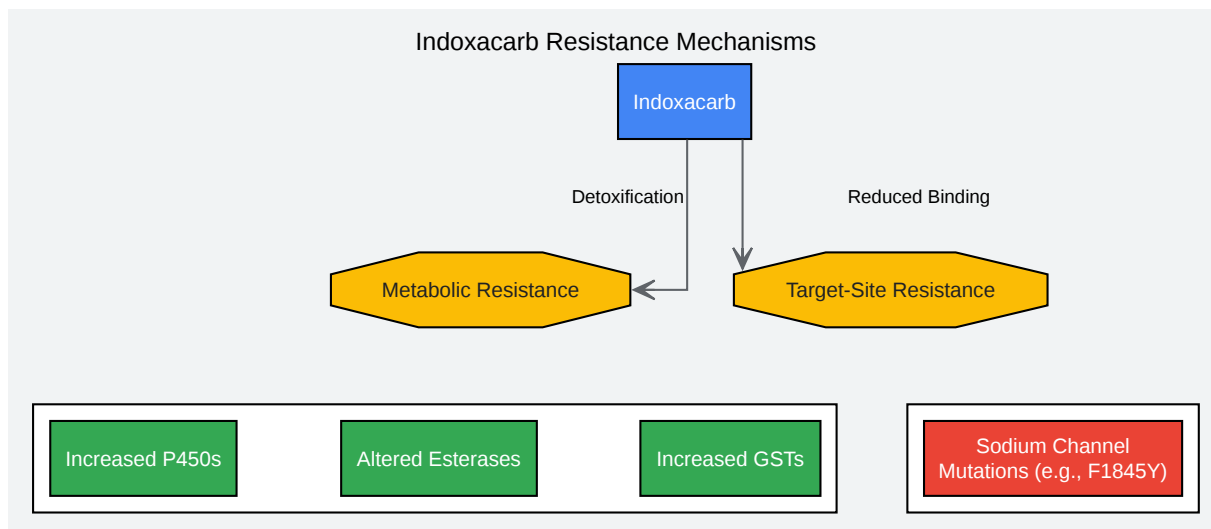 Indoxacarb Resistance Mechanisms
Indoxacarb
Detoxification
Reduced Binding
Metabolic Resistance
Target-Site Resistance
Increased P450s
Altered Esterases
Increased GSTs
Sodium Channel
Mutations (e.g., F1845Y)